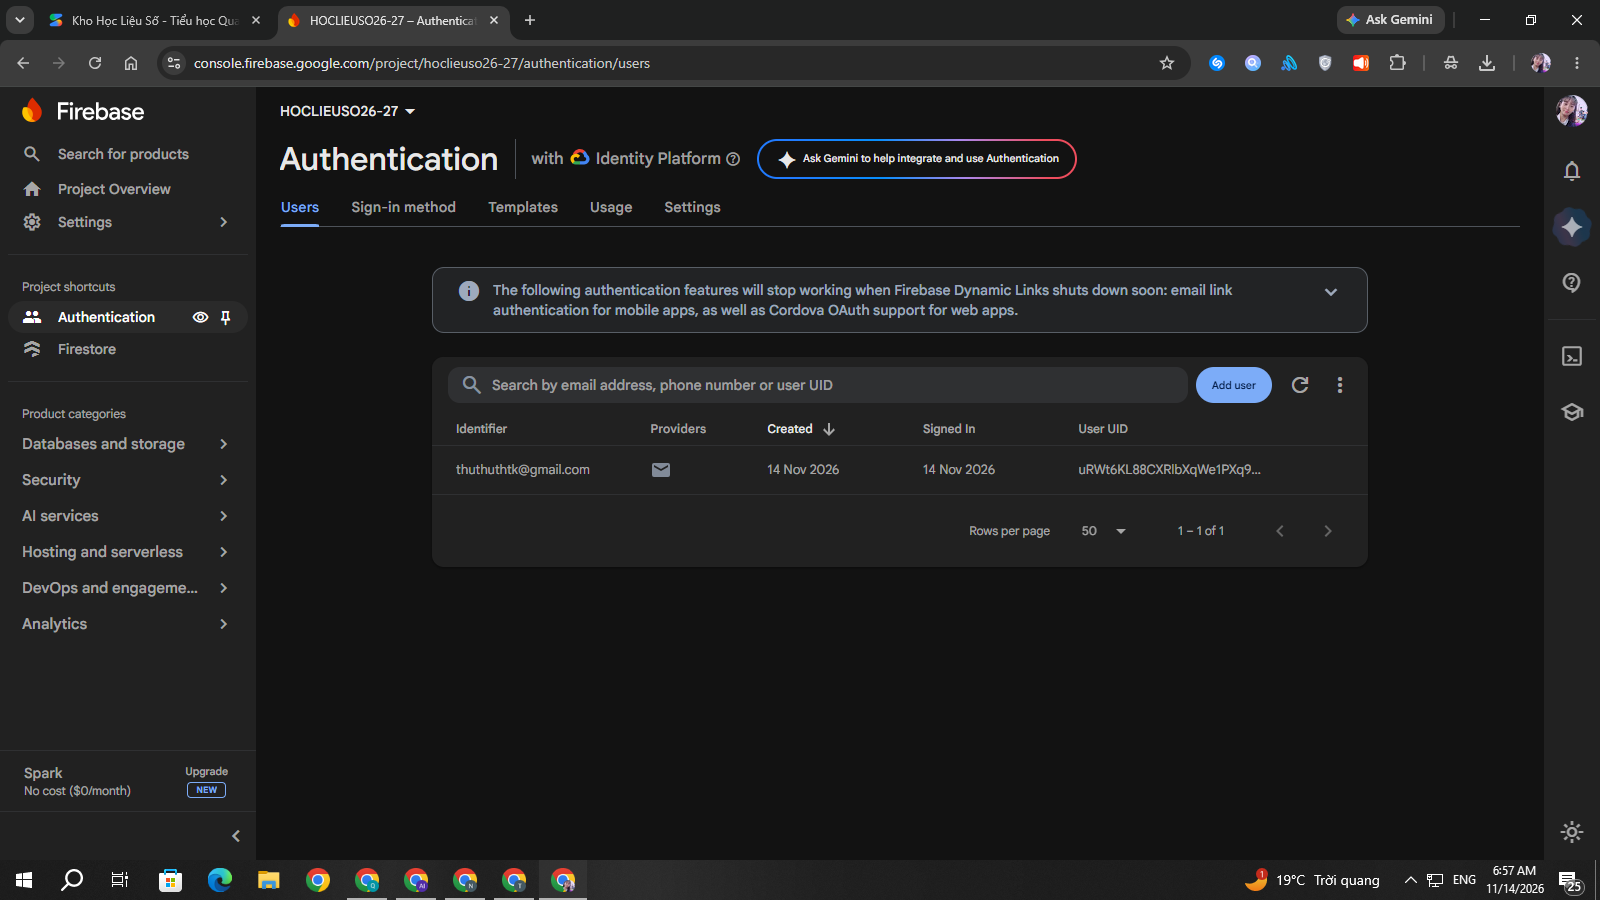 Kho Học Liệu Số - Tiểu học Qua
HOCLIEUSO26-27 – Authenticat
Ask Gemini
console.firebase.google.com/project/hoclieuso26-27/authentication/users
Firebase
Search for products
Project Overview
Settings
Project shortcuts
Authentication
Firestore
Product categories
Databases and storage
Security
AI services
Hosting and serverless
DevOps and engageme...
Analytics
Spark
No cost ($0/month)
Upgrade
NEW
HOCLIEUSO26-27
Authentication
with Identity Platform
Ask Gemini to help integrate and use Authentication
Users Sign-in method Templates Usage Settings
The following authentication features will stop working when Firebase Dynamic Links shuts down soon: email link
authentication for mobile apps, as well as Cordova OAuth support for web apps.
Search by email address, phone number or user UID
Add user
Identifier Providers Created Signed In User UID
thuthuthtk@gmail.com 14 Nov 2026 14 Nov 2026 uRWt6KL88CXRlbXqWe1PXq9...
Rows per page 50 1 – 1 of 1
1
19°C Trời quang
ENG
6:57 AM
11/14/2026
25